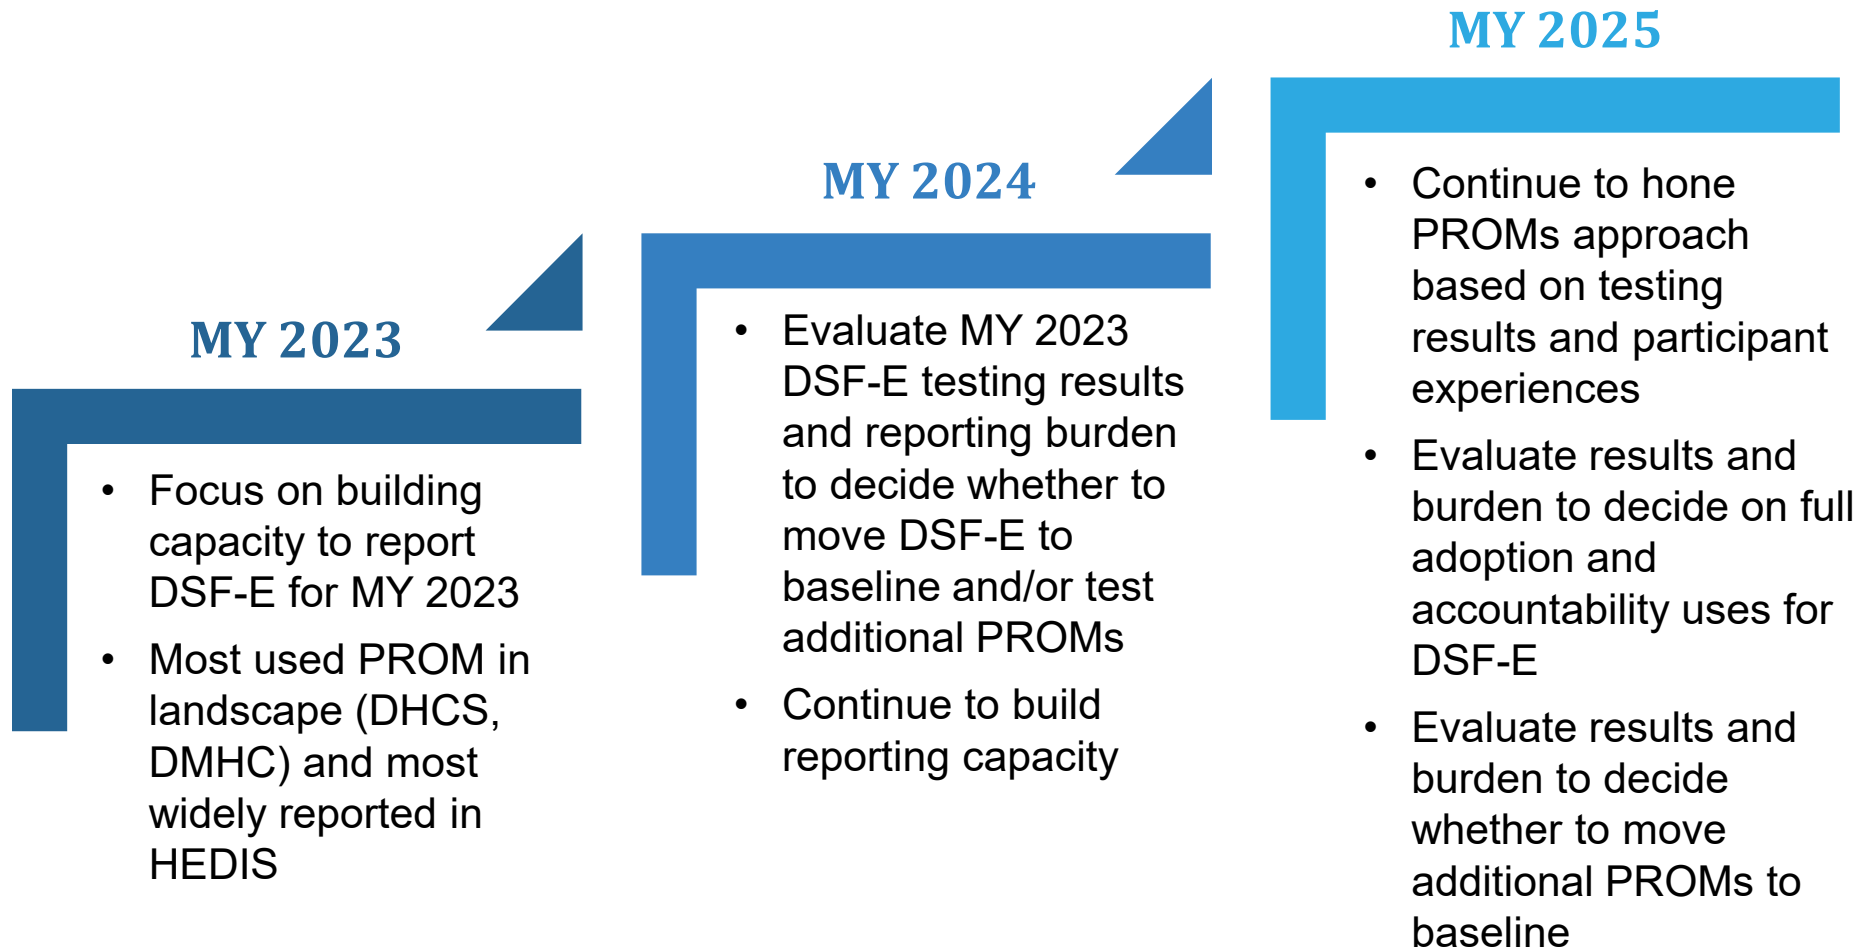 MY 2023
• Focus on building
capacity to report
DSF-E for MY 2023
• Most used PROM in
landscape (DHCS,
DMHC) and most
widely reported in
HEDIS
MY 2024
• Evaluate MY 2023
DSF-E testing results
and reporting burden
to decide whether to
move DSF-E to
baseline and/or test
additional PROMs
• Continue to build
reporting capacity
MY 2025
• Continue to hone
PROMs approach
based on testing
results and participant
experiences
• Evaluate results and
burden to decide on full
adoption and
accountability uses for
DSF-E
• Evaluate results and
burden to decide
whether to move
additional PROMs to
baseline